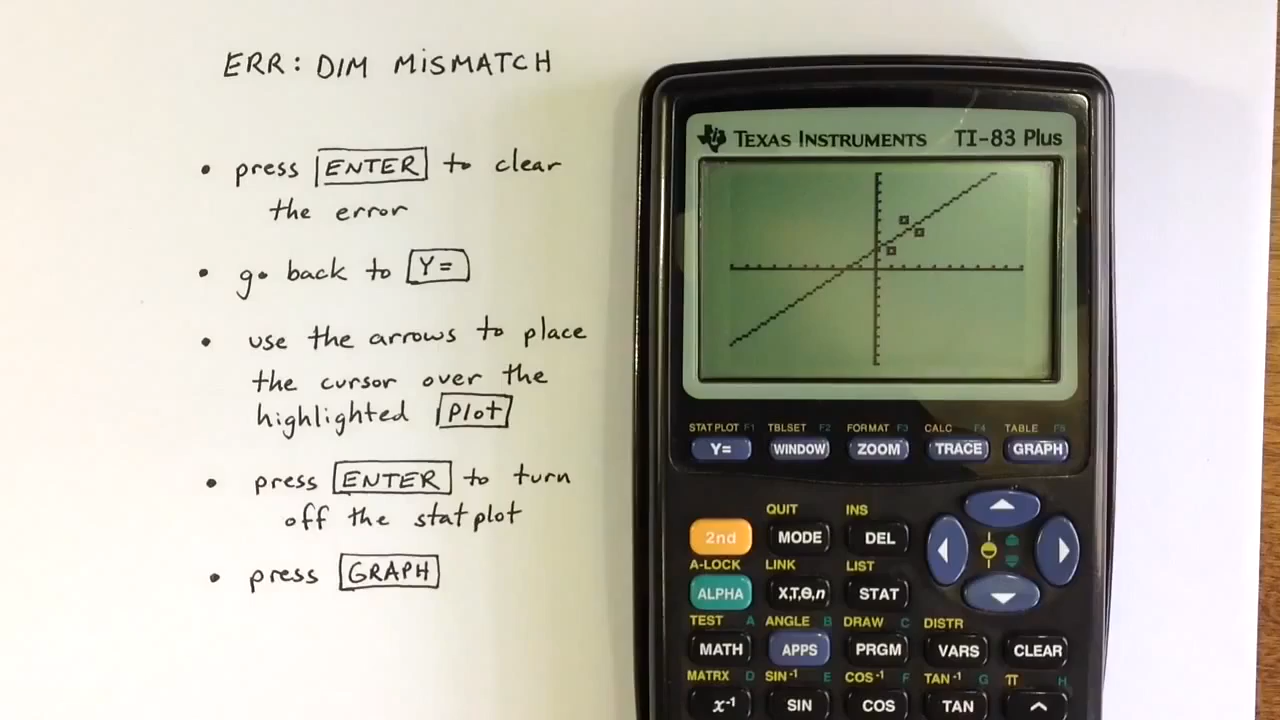 ERR: DIM MISMATCH
• press ENTER to clear
the error
• go back to Y=
• use the arrows to place
the cursor over the
highlighted Plot
• press ENTER to turn
off the statplot
• press GRAPH
TEXAS INSTRUMENTS TI-83 Plus
STAT PLOT F1 TBLSET F2 FORMAT F3 CALC F4 TABLE F5
Y= WINDOW ZOOM TRACE GRAPH
QUIT INS
2nd MODE DEL
A-LOCK LINK LIST
ALPHA X,T,Θ,n STAT
TEST A ANGLE B DRAW C DISTR
MATH APPS PRGM VARS CLEAR
MATRX D SIN⁻¹ E COS⁻¹ F TAN⁻¹ G π H
x⁻¹ SIN COS TAN ^